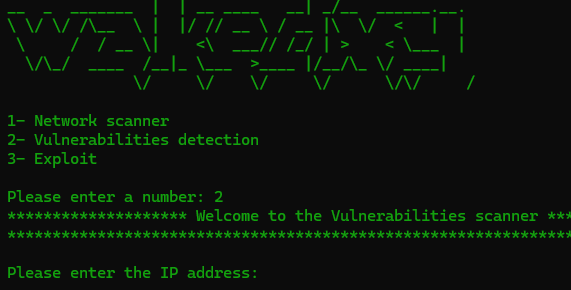 1- Network scanner
2- Vulnerabilities detection
3- Exploit
Please enter a number: 2
******************** Welcome to the Vulnerabilities scanner ***
***************************************************************
Please enter the IP address: